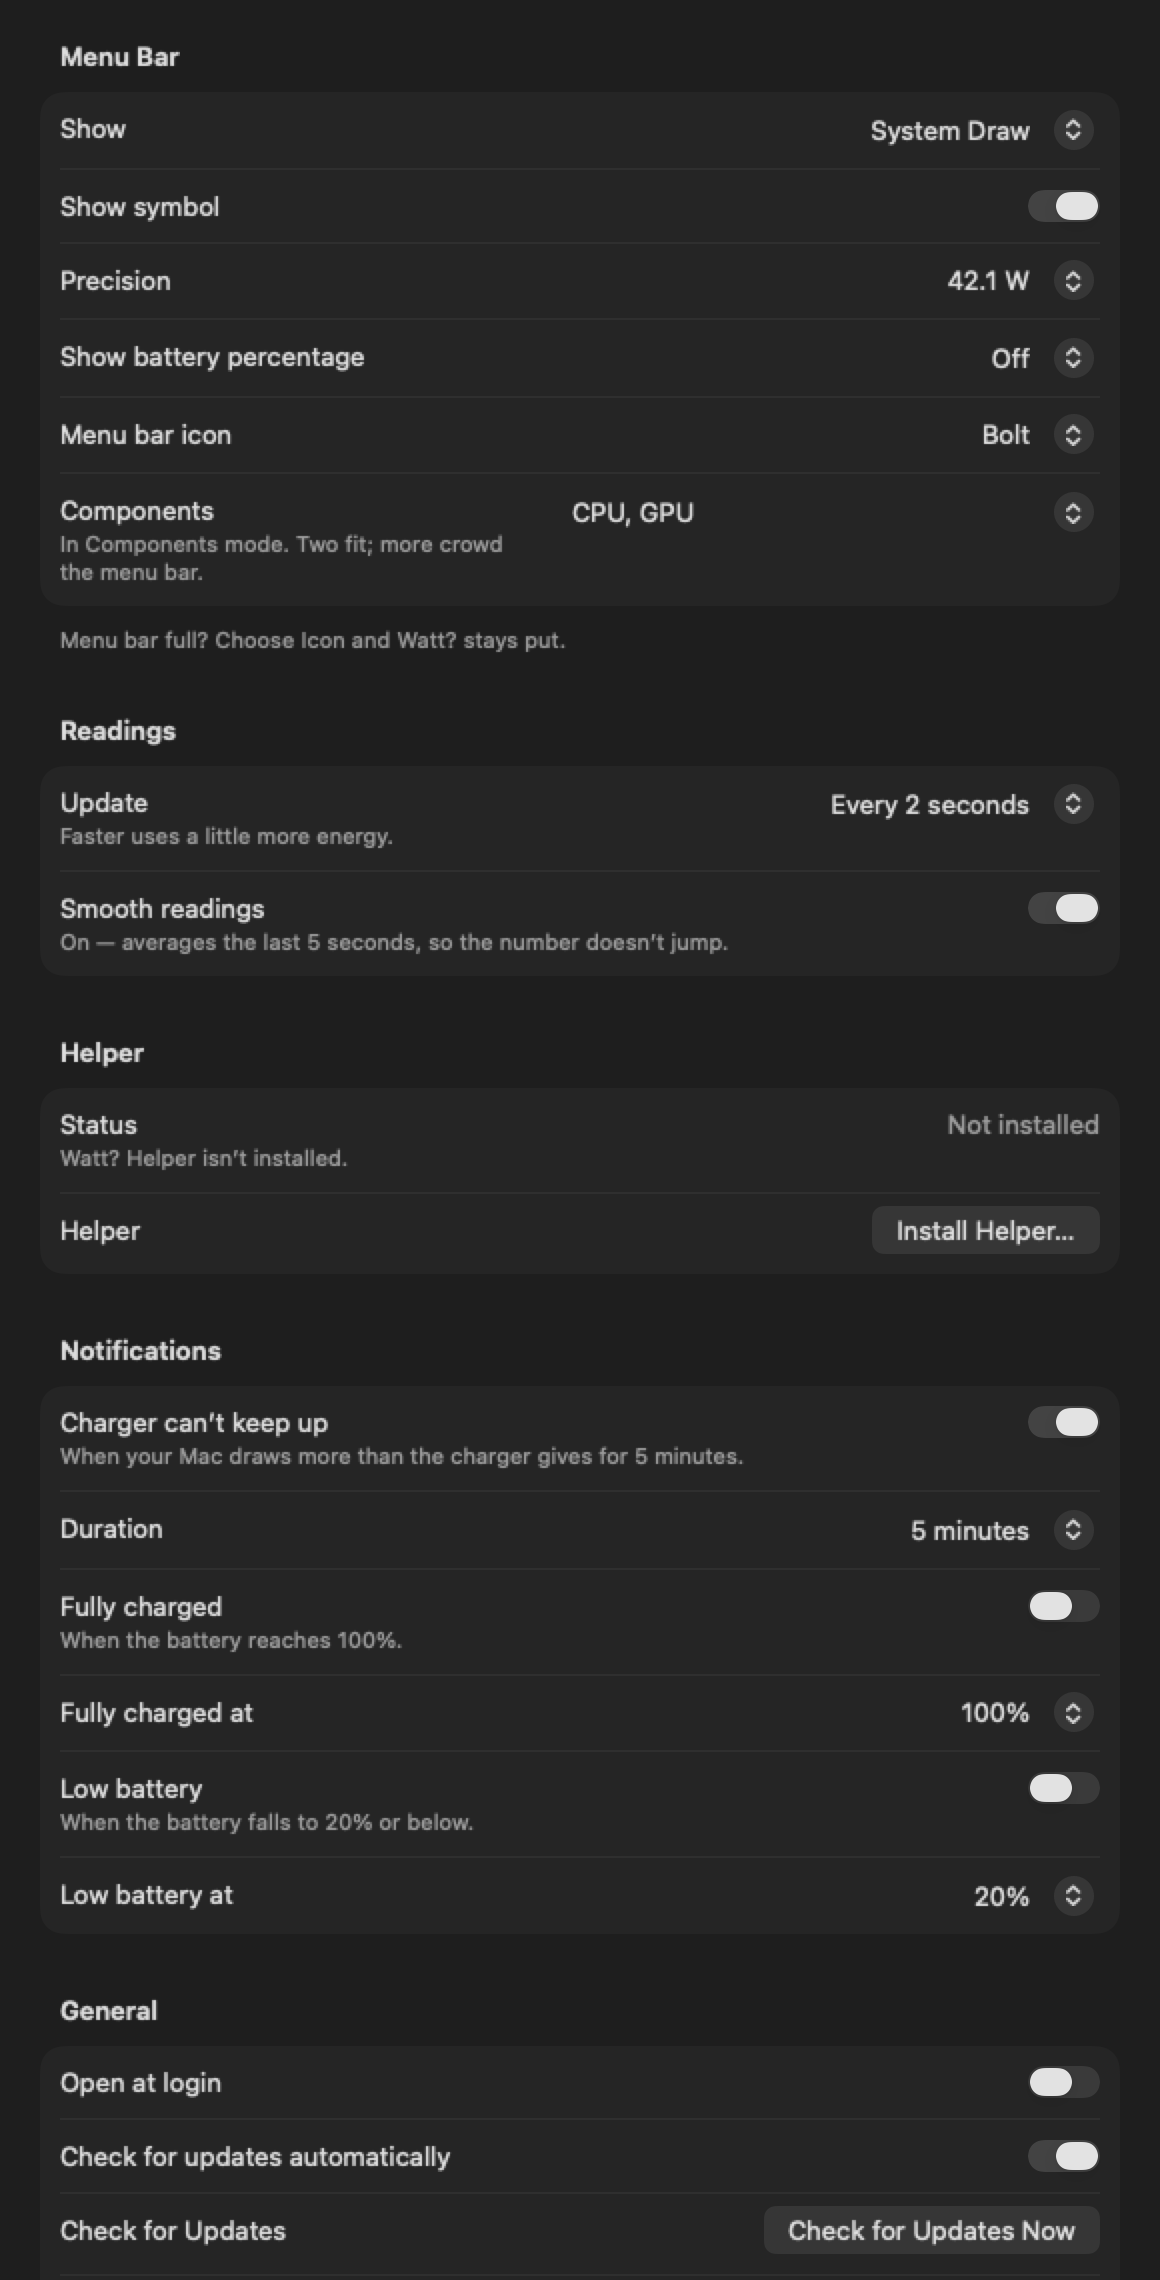 Menu Bar
Show
System Draw
Show symbol
Precision
42.1 W
Show battery percentage
Off
Menu bar icon
Bolt
Components
CPU, GPU
In Components mode. Two fit; more crowd
the menu bar.
Menu bar full? Choose Icon and Watt? stays put.
Readings
Update
Every 2 seconds
Faster uses a little more energy.
Smooth readings
On — averages the last 5 seconds, so the number doesn’t jump.
Helper
Status
Not installed
Watt? Helper isn’t installed.
Helper
Install Helper...
Notifications
Charger can’t keep up
When your Mac draws more than the charger gives for 5 minutes.
Duration
5 minutes
Fully charged
When the battery reaches 100%.
Fully charged at
100%
Low battery
When the battery falls to 20% or below.
Low battery at
20%
General
Open at login
Check for updates automatically
Check for Updates
Check for Updates Now